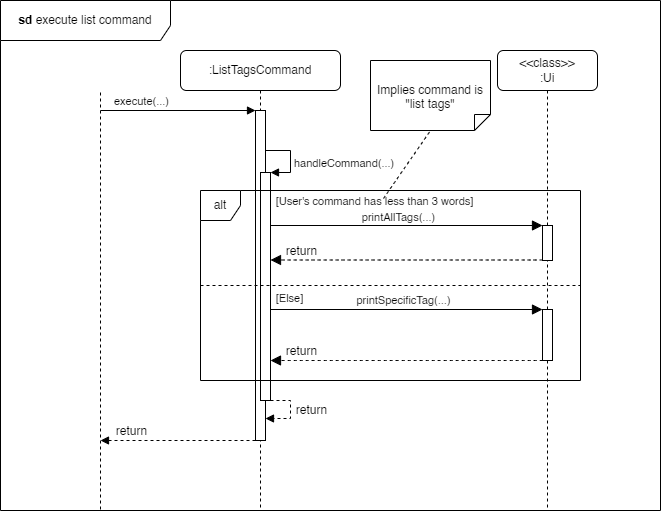 sd execute list command
:ListTagsCommand
<<class>>
:Ui
Implies command is
"list tags"
execute(...)
handleCommand(...)
alt
[User's command has less than 3 words]
printAllTags(...)
return
[Else]
printSpecificTag(...)
return
return
return